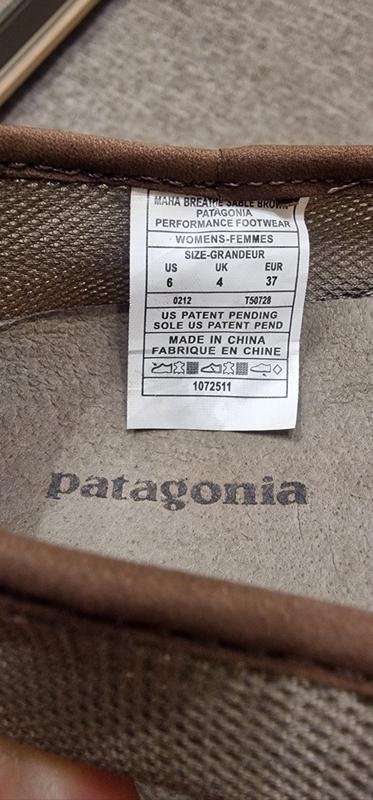 MAHA BREATHE SABLE BROWN
PATAGONIA
PERFORMANCE FOOTWEAR
WOMENS-FEMMES
SIZE-GRANDEUR
US UK EUR
6 4 37
0212 T50728
US PATENT PENDING
SOLE US PATENT PEND
MADE IN CHINA
FABRIQUE EN CHINE
1072511
patagonia